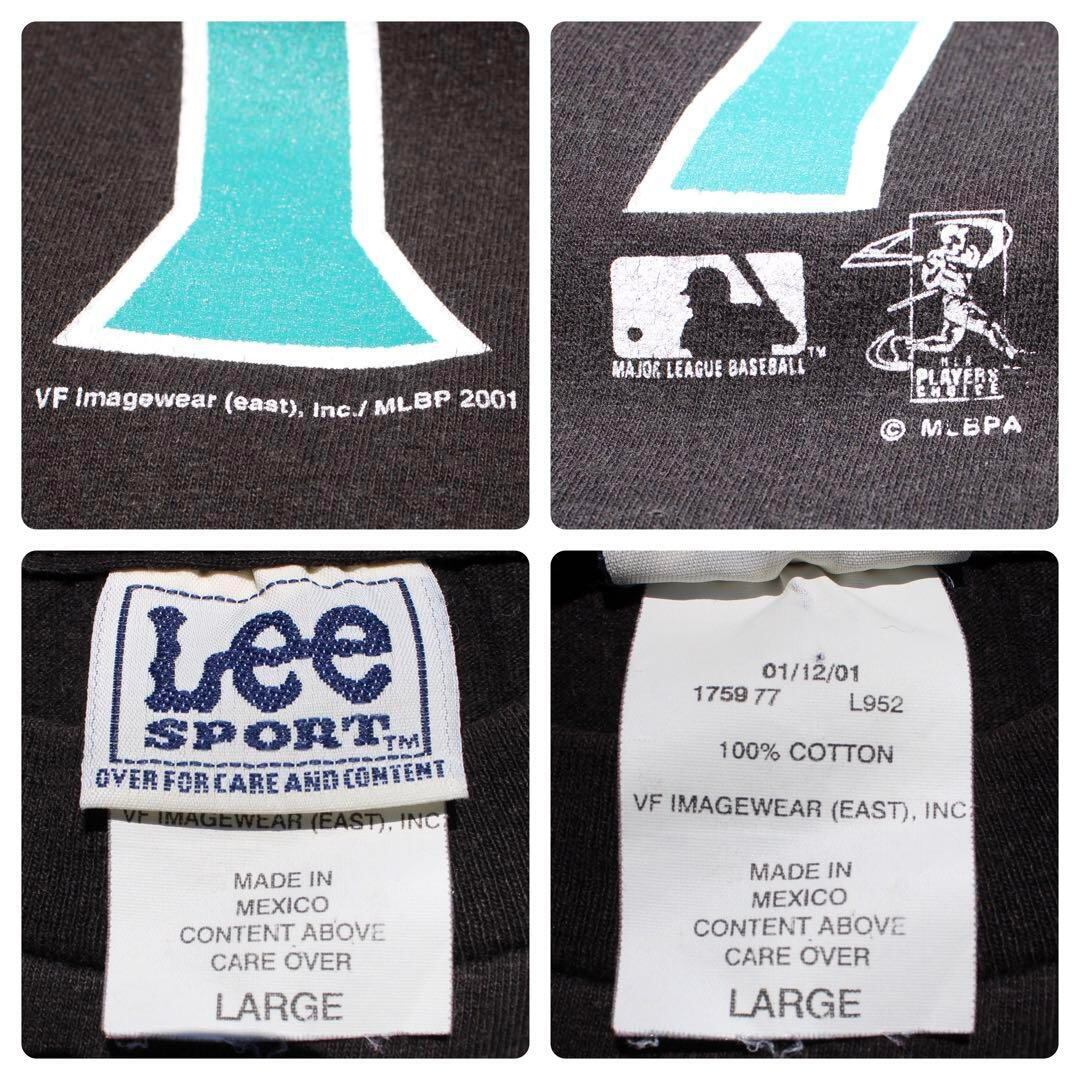 VF Imagewear (east), Inc./ MLBP 2001
MAJOR LEAGUE BASEBALL™
MLB
PLAYERS
CHOICE
© MLBPA
Lee
SPORT™
OVER FOR CARE AND CONTENT
VF IMAGEWEAR (EAST), INC
MADE IN
MEXICO
CONTENT ABOVE
CARE OVER
LARGE
01/12/01
1759 77 L952
100% COTTON
VF IMAGEWEAR (EAST), INC.
MADE IN
MEXICO
CONTENT ABOVE
CARE OVER
LARGE